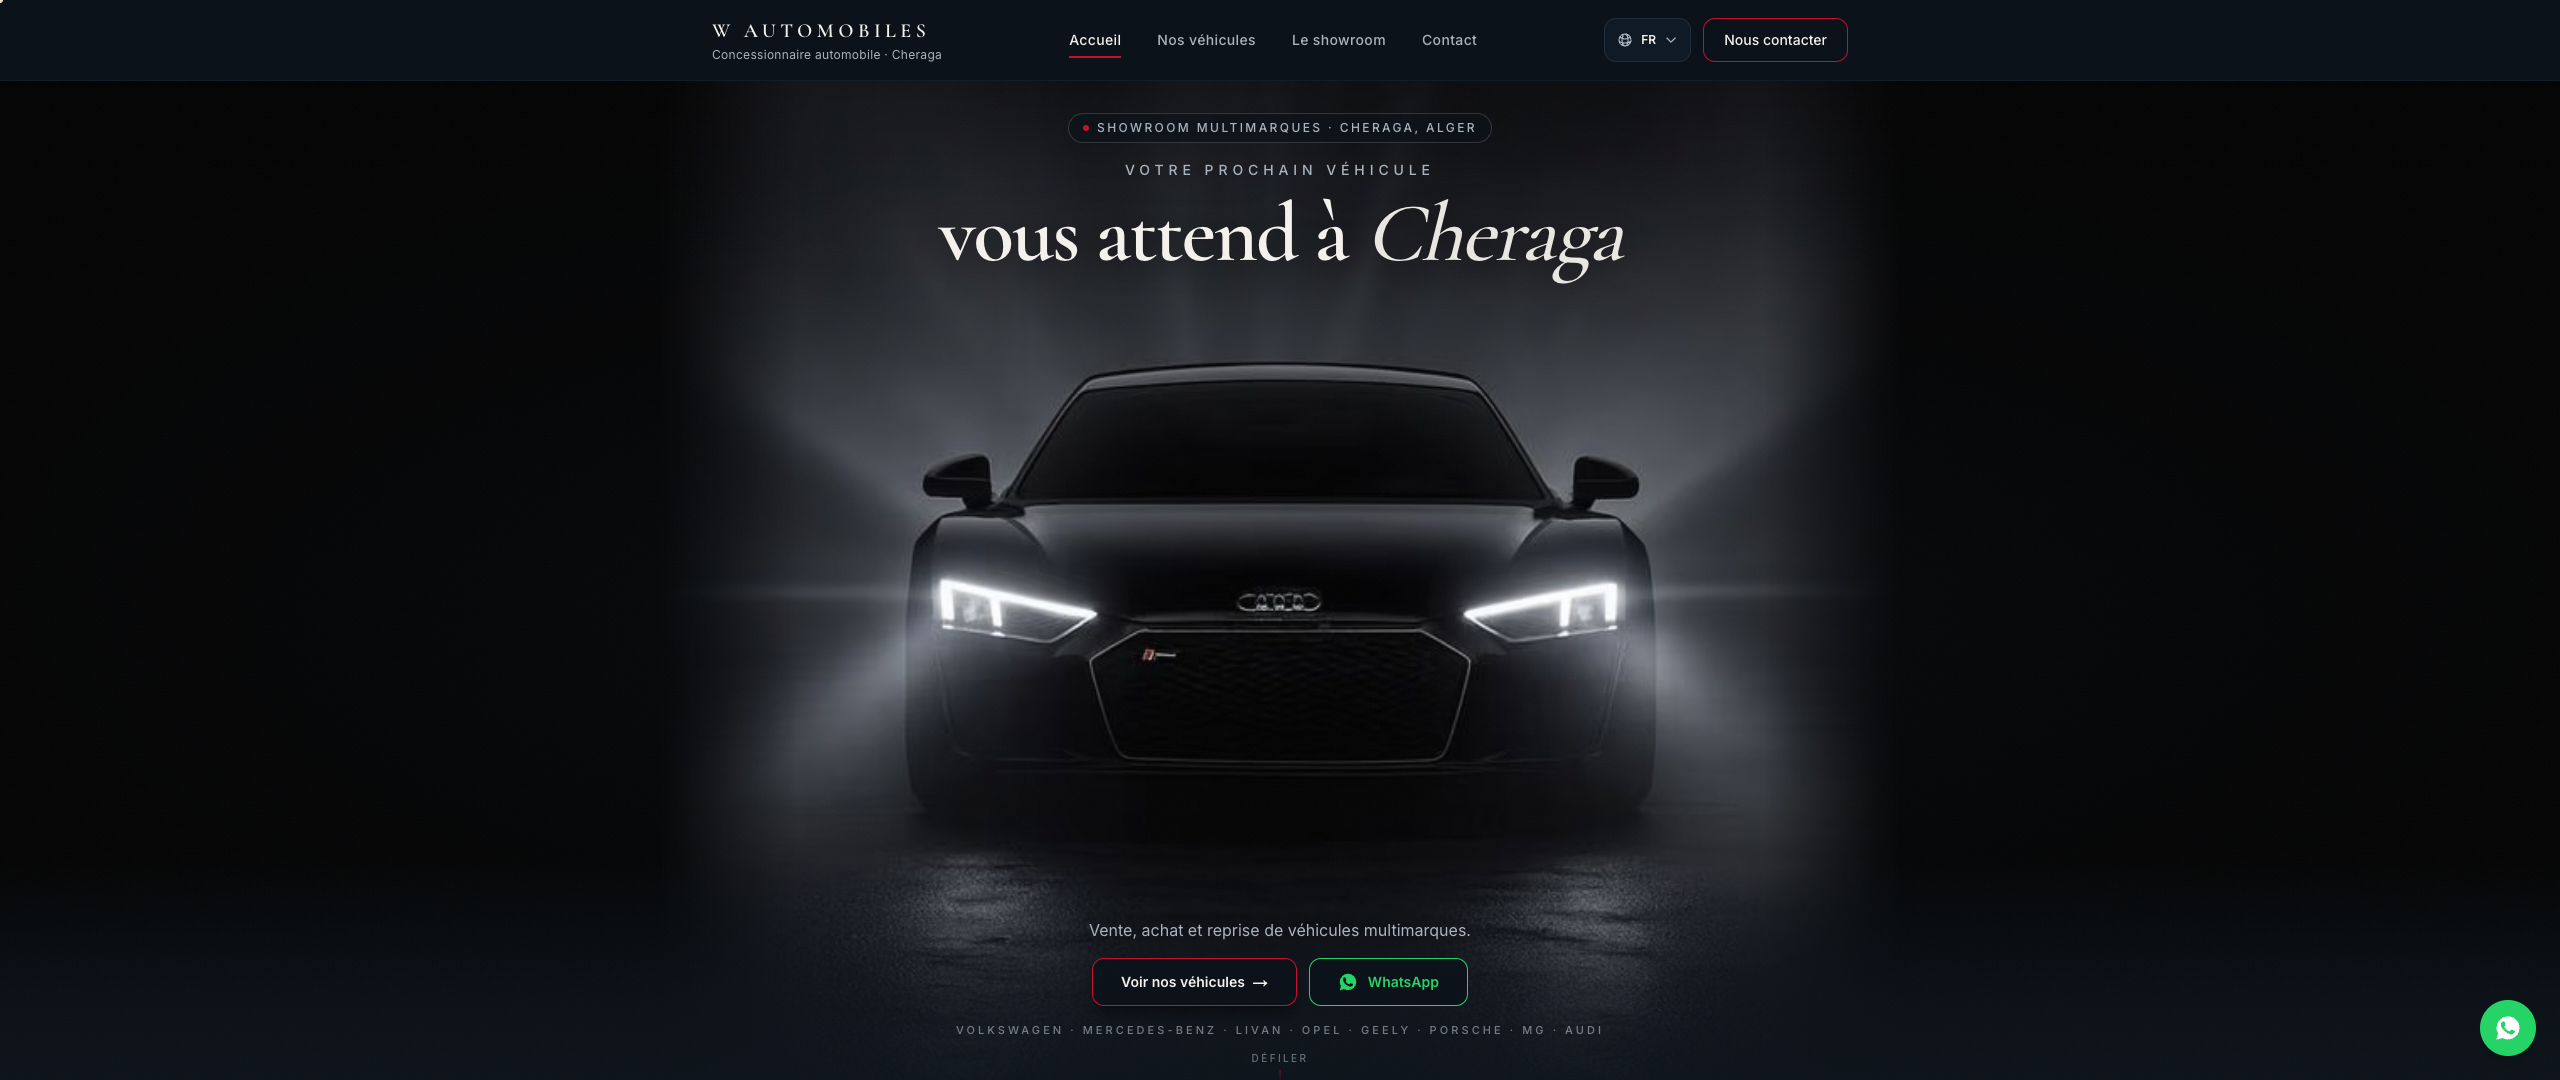 W AUTOMOBILES
Concessionnaire automobile · Cheraga
Accueil
Nos véhicules
Le showroom
Contact
FR
Nous contacter
SHOWROOM MULTIMARQUES · CHERAGA, ALGER
VOTRE PROCHAIN VÉHICULE
vous attend à Cheraga
Vente, achat et reprise de véhicules multimarques.
Voir nos véhicules →
WhatsApp
VOLKSWAGEN · MERCEDES-BENZ · LIVAN · OPEL · GEELY · PORSCHE · MG · AUDI
DÉFILER